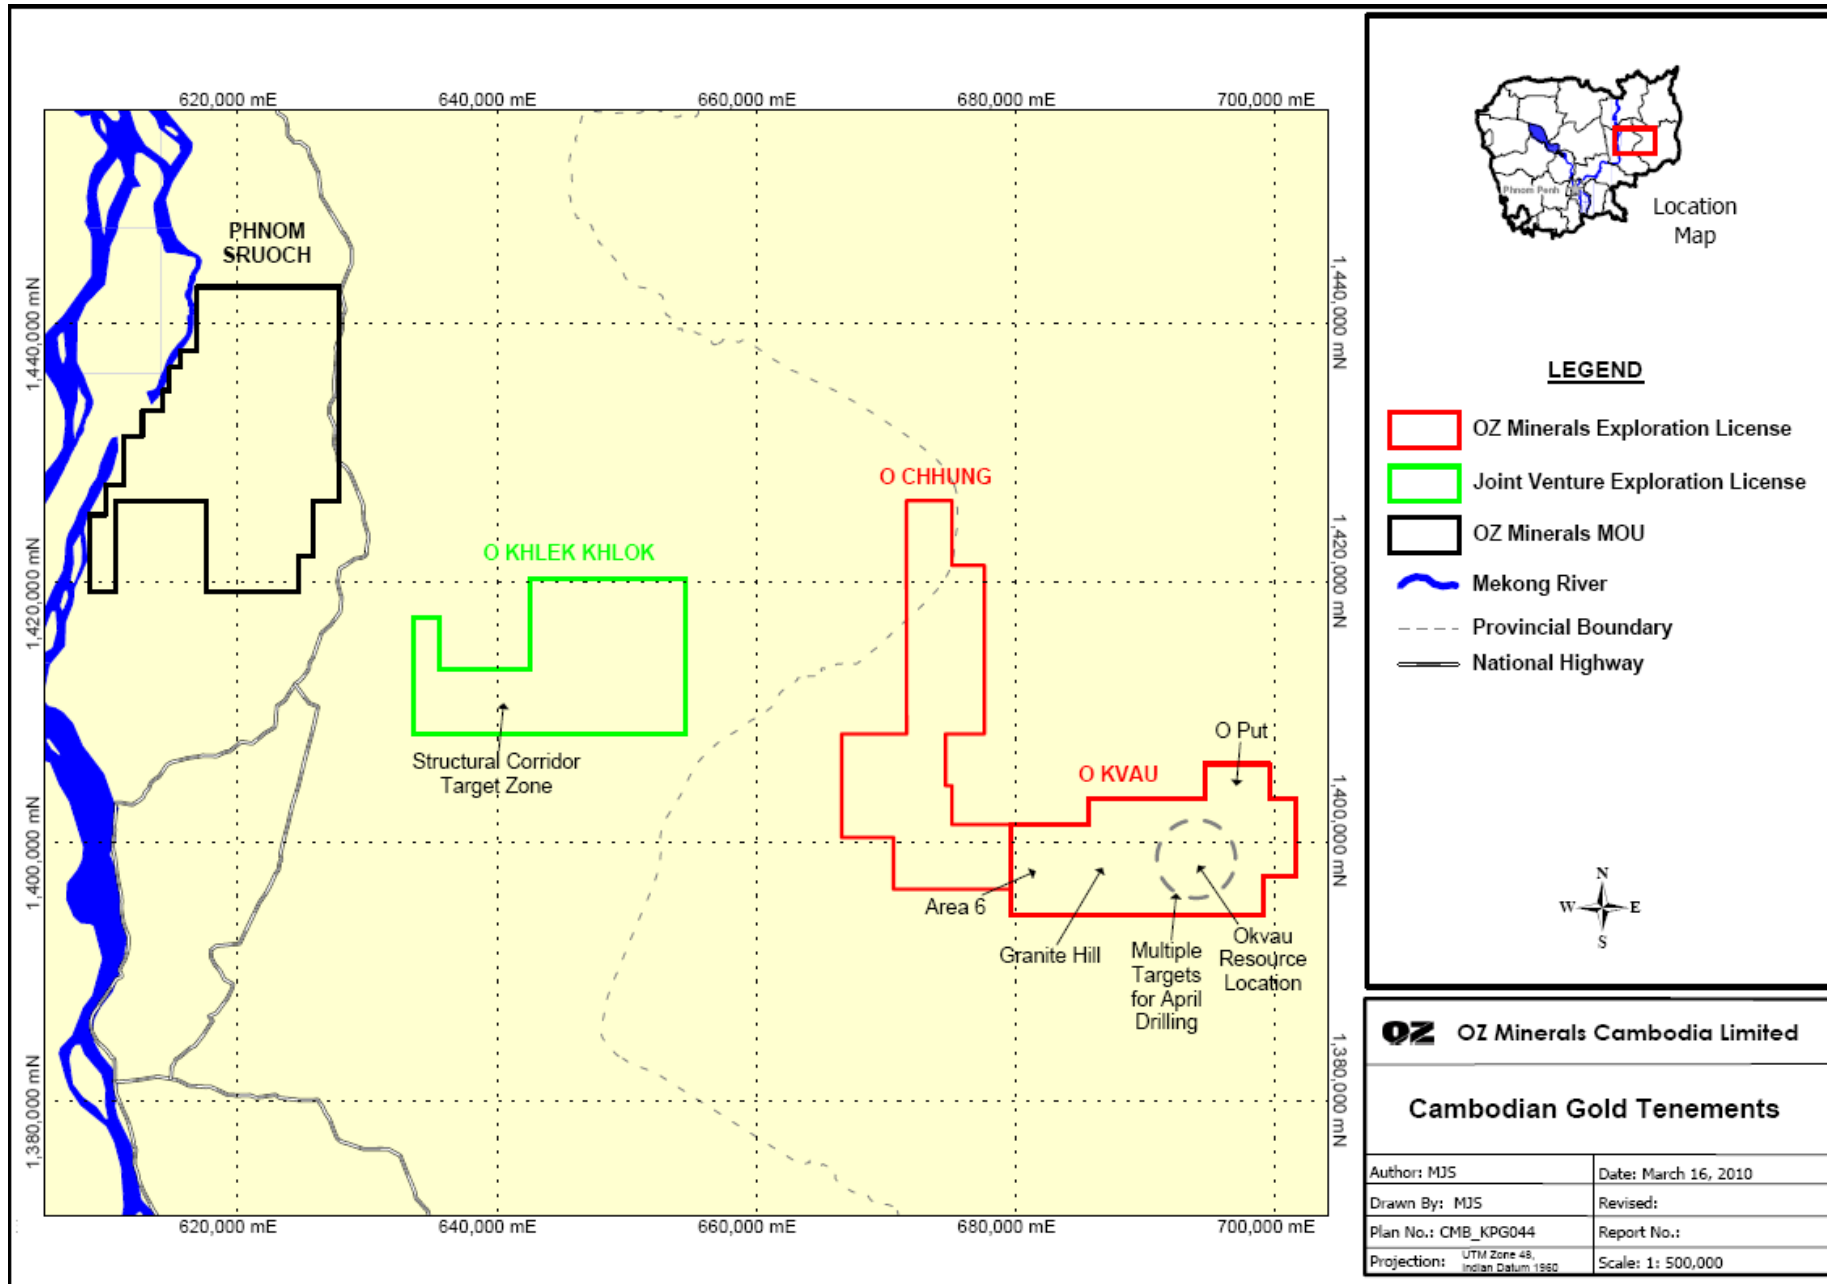 620,000 mE
640,000 mE
660,000 mE
680,000 mE
700,000 mE
PHNOM
SRUOCH
1,440,000 mN
1,440,000 mN
O CHHUNG
O KHLEK KHLOK
1,420,000 mN
1,420,000 mN
Structural Corridor
Target Zone
O Put
O KVAU
1,400,000 mN
1,400,000 mN
Area 6
Granite Hill
Multiple
Targets
for April
Drilling
Okvau
Resource
Location
1,380,000 mN
1,380,000 mN
620,000 mE
640,000 mE
660,000 mE
680,000 mE
700,000 mE
Phnom Penh
Location
Map
LEGEND
OZ Minerals Exploration License
Joint Venture Exploration License
OZ Minerals MOU
Mekong River
Provincial Boundary
National Highway
N
W
E
S
OZ OZ Minerals Cambodia Limited
Cambodian Gold Tenements
Author: MJS
Date: March 16, 2010
Drawn By: MJS
Revised:
Plan No.: CMB_KPG044
Report No.:
Projection: UTM Zone 48,
Indian Datum 1960
Scale: 1: 500,000